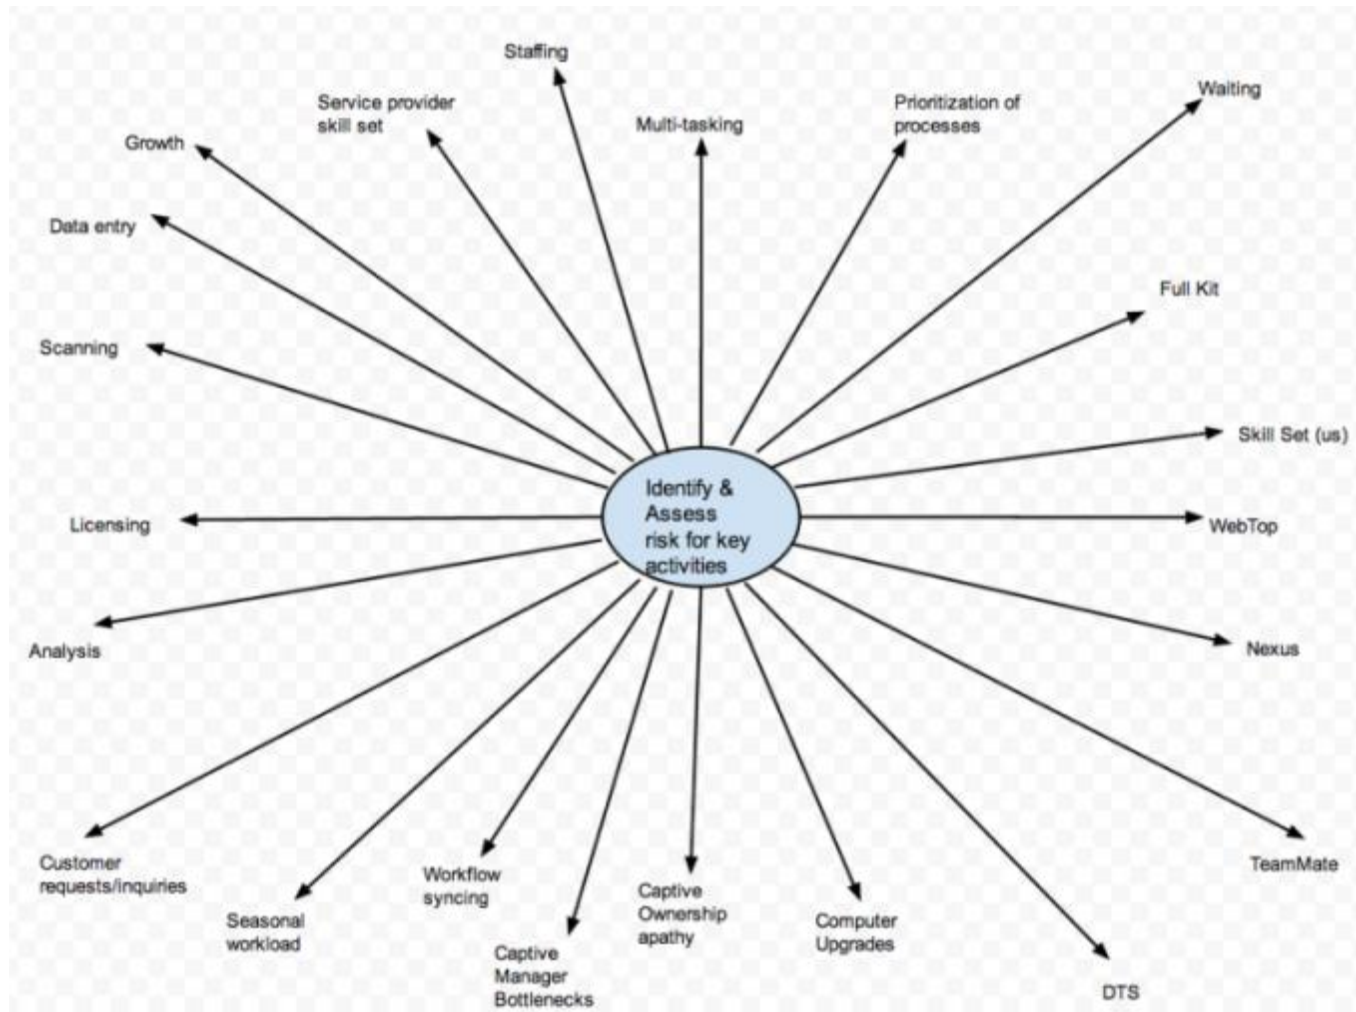 Staffing
Service provider
skill set
Multi-tasking
Prioritization of
processes
Waiting
Growth
Data entry
Full Kit
Scanning
Skill Set (us)
Identify &
Assess
risk for key
activities
Licensing
WebTop
Analysis
Nexus
Customer
requests/inquiries
TeamMate
Workflow
syncing
Seasonal
workload
Captive
Ownership
apathy
Computer
Upgrades
Captive
Manager
Bottlenecks
DTS